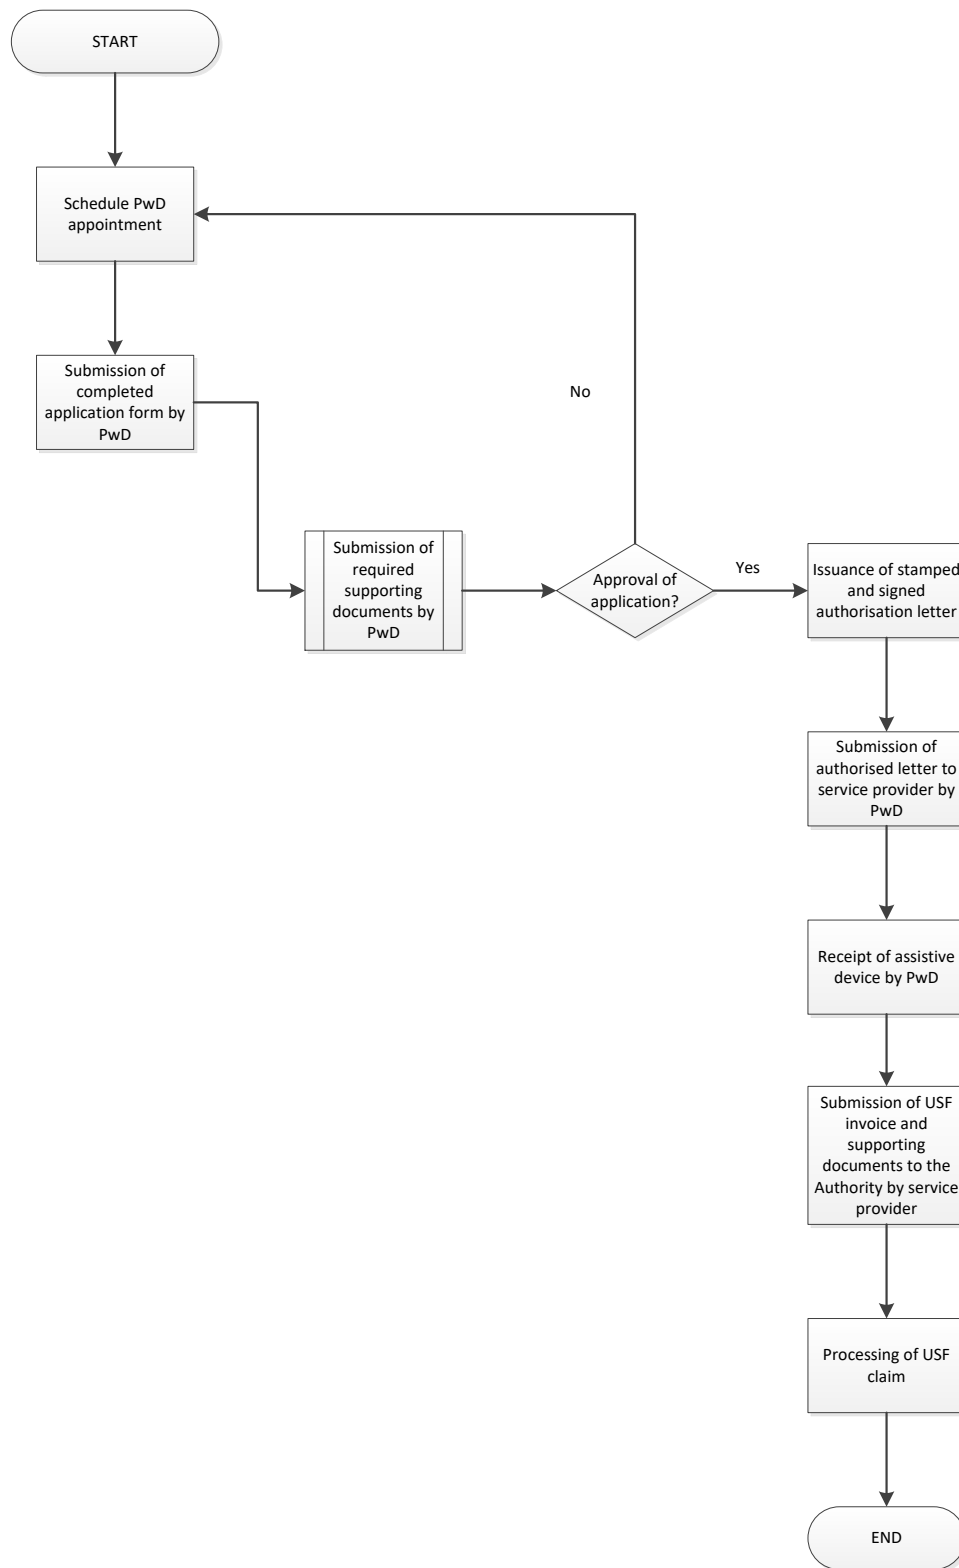 START
Schedule PwD
appointment
Submission of
completed
application form by
PwD
No
Submission of
required
supporting
documents by
PwD
Approval of
application?
Yes
Issuance of stamped
and signed
authorisation letter
Submission of
authorised letter to
service provider by
PwD
Receipt of assistive
device by PwD
Submission of USF
invoice and
supporting
documents to the
Authority by service
provider
Processing of USF
claim
END